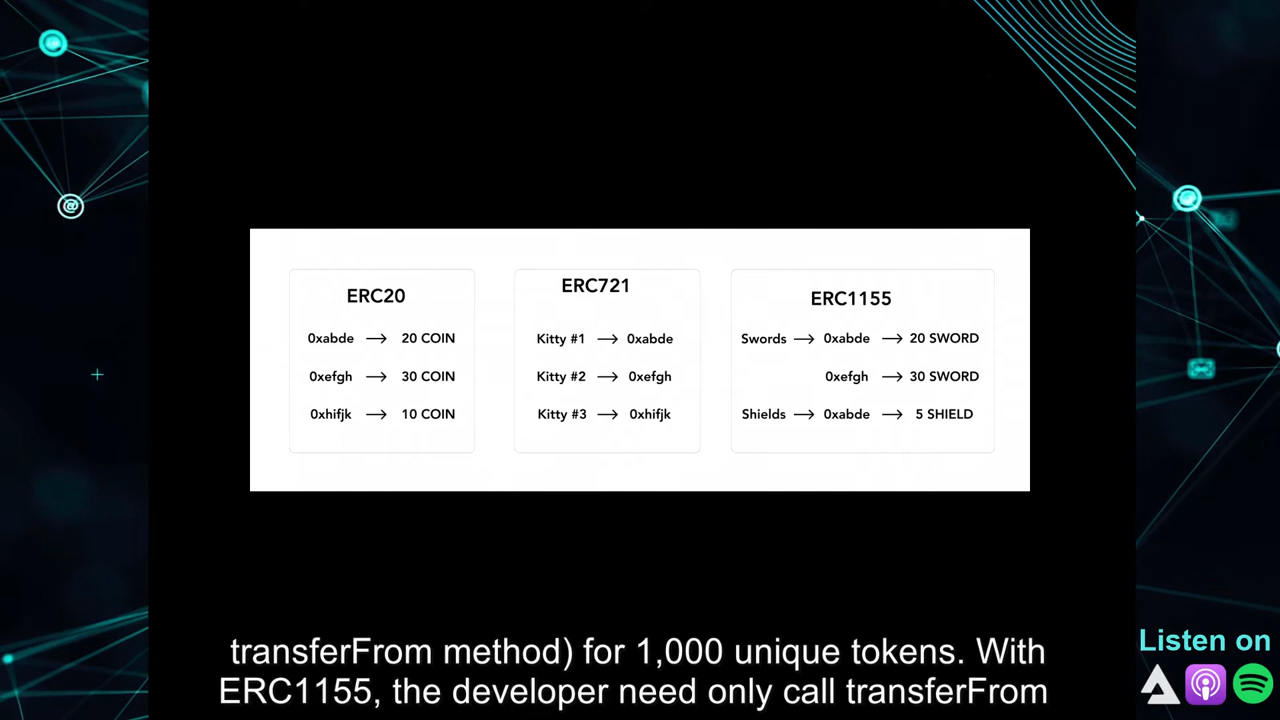 ERC20
0xabde → 20 COIN
0xefgh → 30 COIN
0xhifjk → 10 COIN
ERC721
Kitty #1 → 0xabde
Kitty #2 → 0xefgh
Kitty #3 → 0xhifjk
ERC1155
Swords → 0xabde → 20 SWORD
0xefgh → 30 SWORD
Shields → 0xabde → 5 SHIELD
transferFrom method) for 1,000 unique tokens. With
ERC1155, the developer need only call transferFrom
Listen on